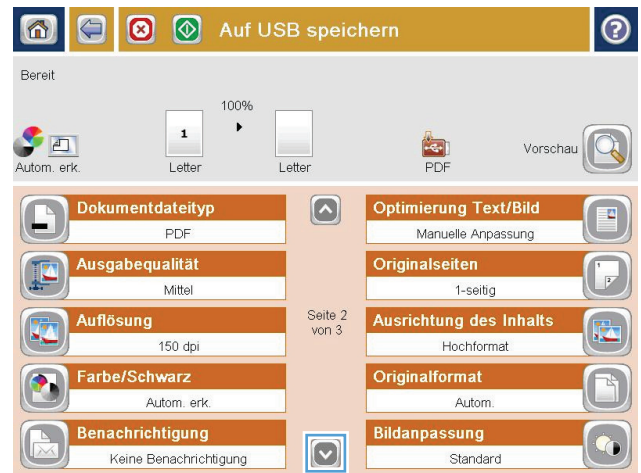 Auf USB speichern
Bereit
100%
1
Autom. erk.
Letter
Letter
PDF
Vorschau
Dokumentdateityp
PDF
Ausgabequalität
Mittel
Auflösung
150 dpi
Farbe/Schwarz
Autom. erk.
Benachrichtigung
Keine Benachrichtigung
Seite 2
von 3
Optimierung Text/Bild
Manuelle Anpassung
Originalseiten
1-seitig
1
2
Ausrichtung des Inhalts
Hochformat
Originalformat
Autom.
Bildanpassung
Standard